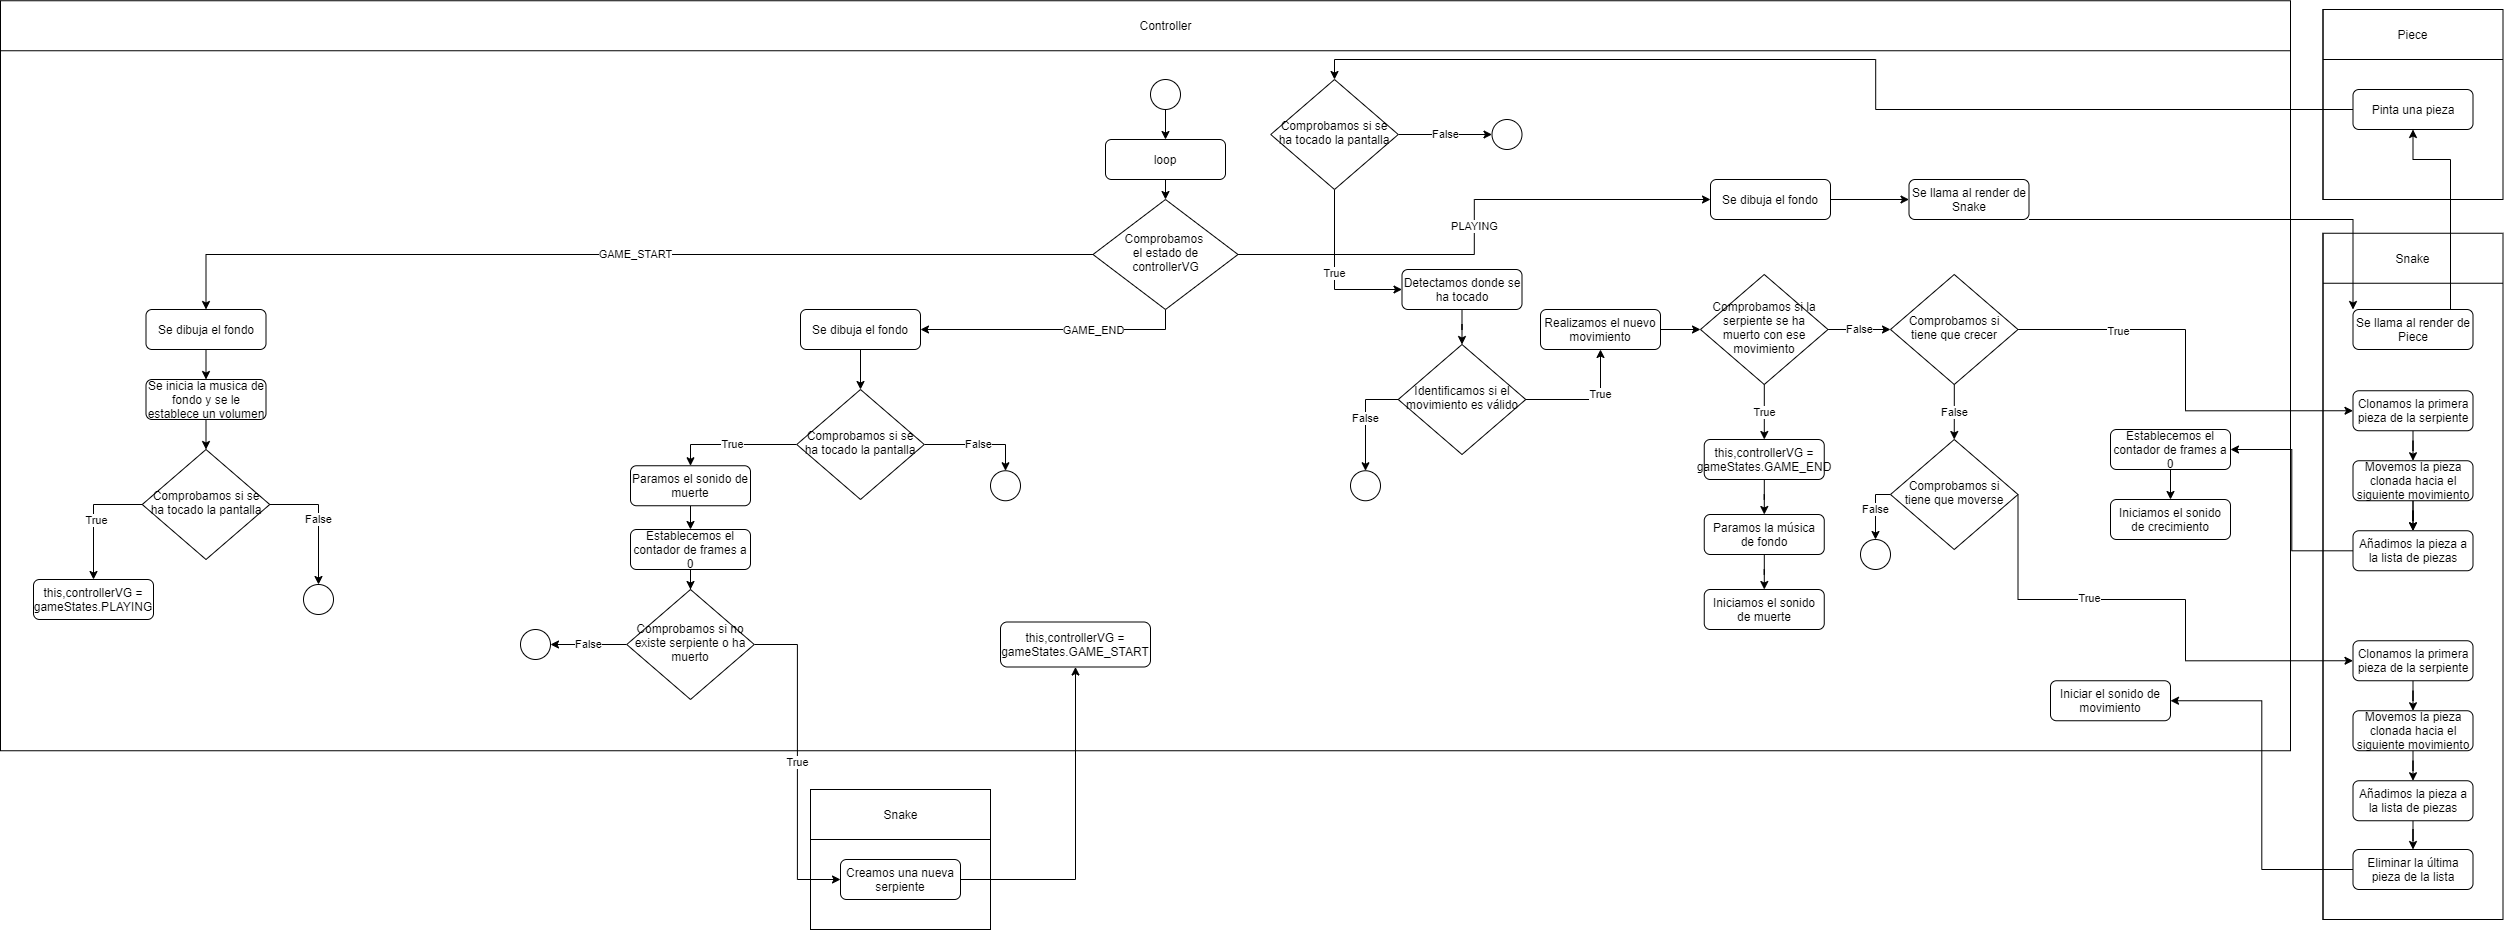 Controller
Piece
Pinta una pieza
Comprobamos si se
ha tocado la pantalla
False
loop
Se dibuja el fondo
Se llama al render de
Snake
PLAYING
Comprobamos
el estado de
controllerVG
GAME_START
GAME_END
True
Snake
Se llama al render de
Piece
Detectamos donde se
ha tocado
Identificamos si el
movimiento es válido
False
True
Realizamos el nuevo
movimiento
Comprobamos si la
serpiente se ha
muerto con ese
movimiento
False
True
this,controllerVG =
gameStates.GAME_END
Paramos la música
de fondo
Iniciamos el sonido
de muerte
Comprobamos si
tiene que crecer
True
False
Comprobamos si
tiene que moverse
False
True
Clonamos la primera
pieza de la serpiente
Movemos la pieza
clonada hacia el
siguiente movimiento
Añadimos la pieza a
la lista de piezas
Establecemos el
contador de frames a
0
Iniciamos el sonido
de crecimiento
Clonamos la primera
pieza de la serpiente
Movemos la pieza
clonada hacia el
siguiente movimiento
Añadimos la pieza a
la lista de piezas
Eliminar la última
pieza de la lista
Iniciar el sonido de
movimiento
Se dibuja el fondo
Se inicia la musica de
fondo y se le
establece un volumen
Comprobamos si se
ha tocado la pantalla
True
False
this,controllerVG =
gameStates.PLAYING
Se dibuja el fondo
Comprobamos si se
ha tocado la pantalla
True
False
Paramos el sonido de
muerte
Establecemos el
contador de frames a
0
Comprobamos si no
existe serpiente o ha
muerto
False
True
Snake
Creamos una nueva
serpiente
this,controllerVG =
gameStates.GAME_START